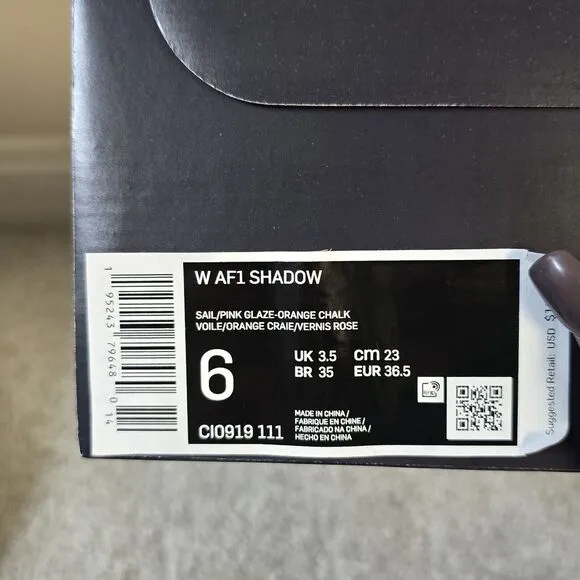 W AF1 SHADOW
SAIL/PINK GLAZE-ORANGE CHALK
VOILE/ORANGE CRAIE/VERNIS ROSE
6
UK 3.5 cm 23
BR 35 EUR 36.5
CI0919 111
MADE IN CHINA /
FABRIQUE EN CHINE /
FABRICADO NA CHINA /
HECHO EN CHINA
1 95243 79648 0 14
Suggested Retail: USD $1